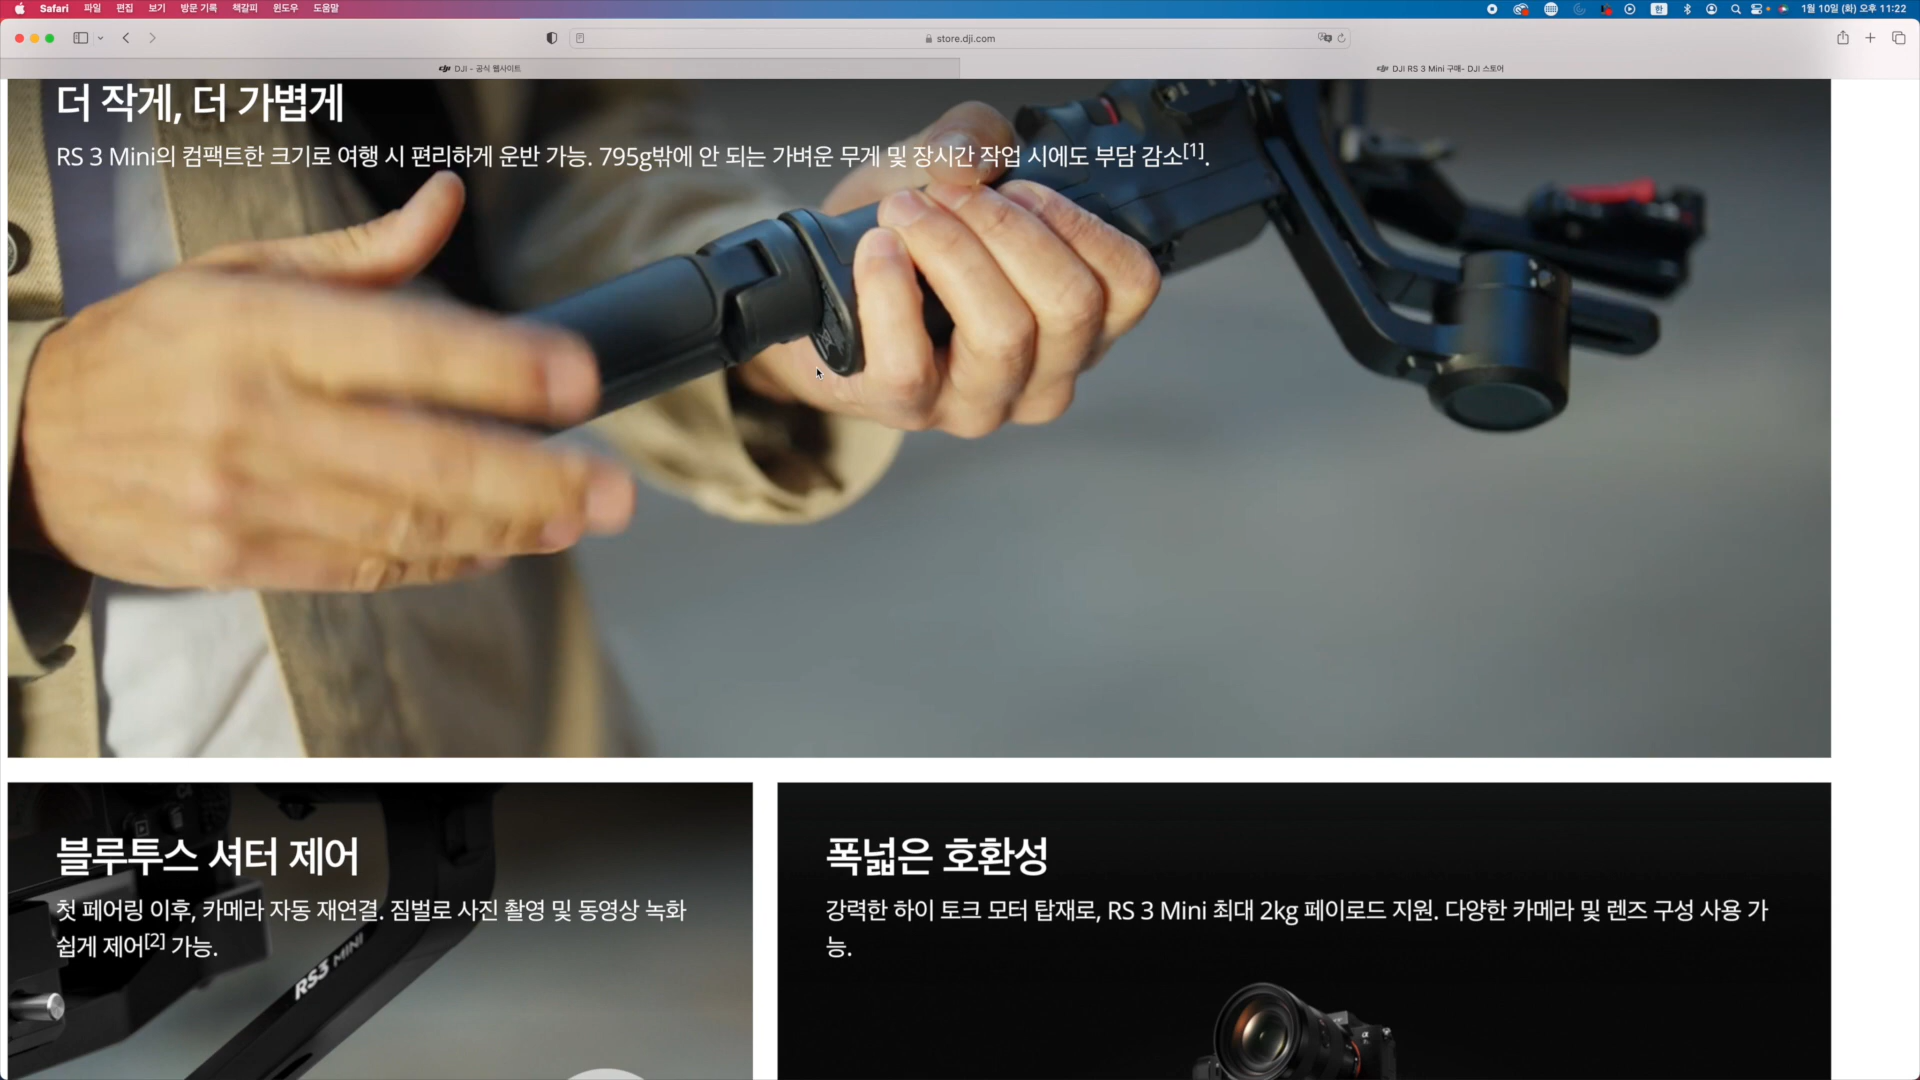 Safari 파일 편집 보기 방문 기록 책갈피 윈도우 도움말
한 1월 10일 (화) 오후 11:22
store.dji.com
DJI - 공식 웹사이트
DJI RS 3 Mini 구매- DJI 스토어
더 작게, 더 가볍게
RS 3 Mini의 컴팩트한 크기로 여행 시 편리하게 운반 가능. 795g밖에 안 되는 가벼운 무게 및 장시간 작업 시에도 부담 감소[1].
블루투스 셔터 제어
첫 페어링 이후, 카메라 자동 재연결. 짐벌로 사진 촬영 및 동영상 녹화
쉽게 제어[2] 가능.
RS3 MINI
폭넓은 호환성
강력한 하이 토크 모터 탑재로, RS 3 Mini 최대 2kg 페이로드 지원. 다양한 카메라 및 렌즈 구성 사용 가
능.